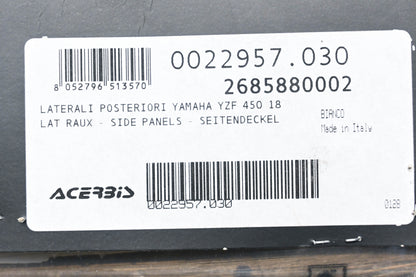 8 052796 513570
0022957.030
2685880002
LATERALI POSTERIORI YAMAHA YZF 450 18
LAT RAUX - SIDE PANELS - SEITENDECKEL
BIANCO
Made in Italy
ACERBIS
0022957.030
0128